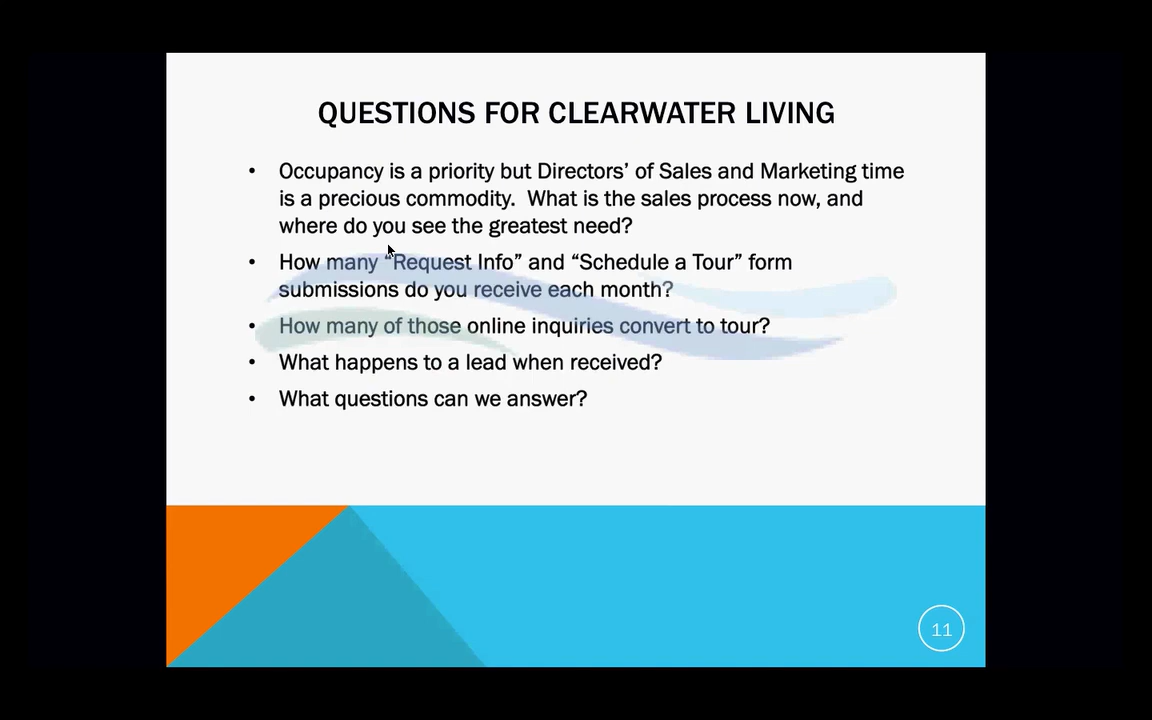 QUESTIONS FOR CLEARWATER LIVING
• Occupancy is a priority but Directors’ of Sales and Marketing time
is a precious commodity.  What is the sales process now, and
where do you see the greatest need?
• How many “Request Info” and “Schedule a Tour” form
submissions do you receive each month?
• How many of those online inquiries convert to tour?
• What happens to a lead when received?
• What questions can we answer?
11